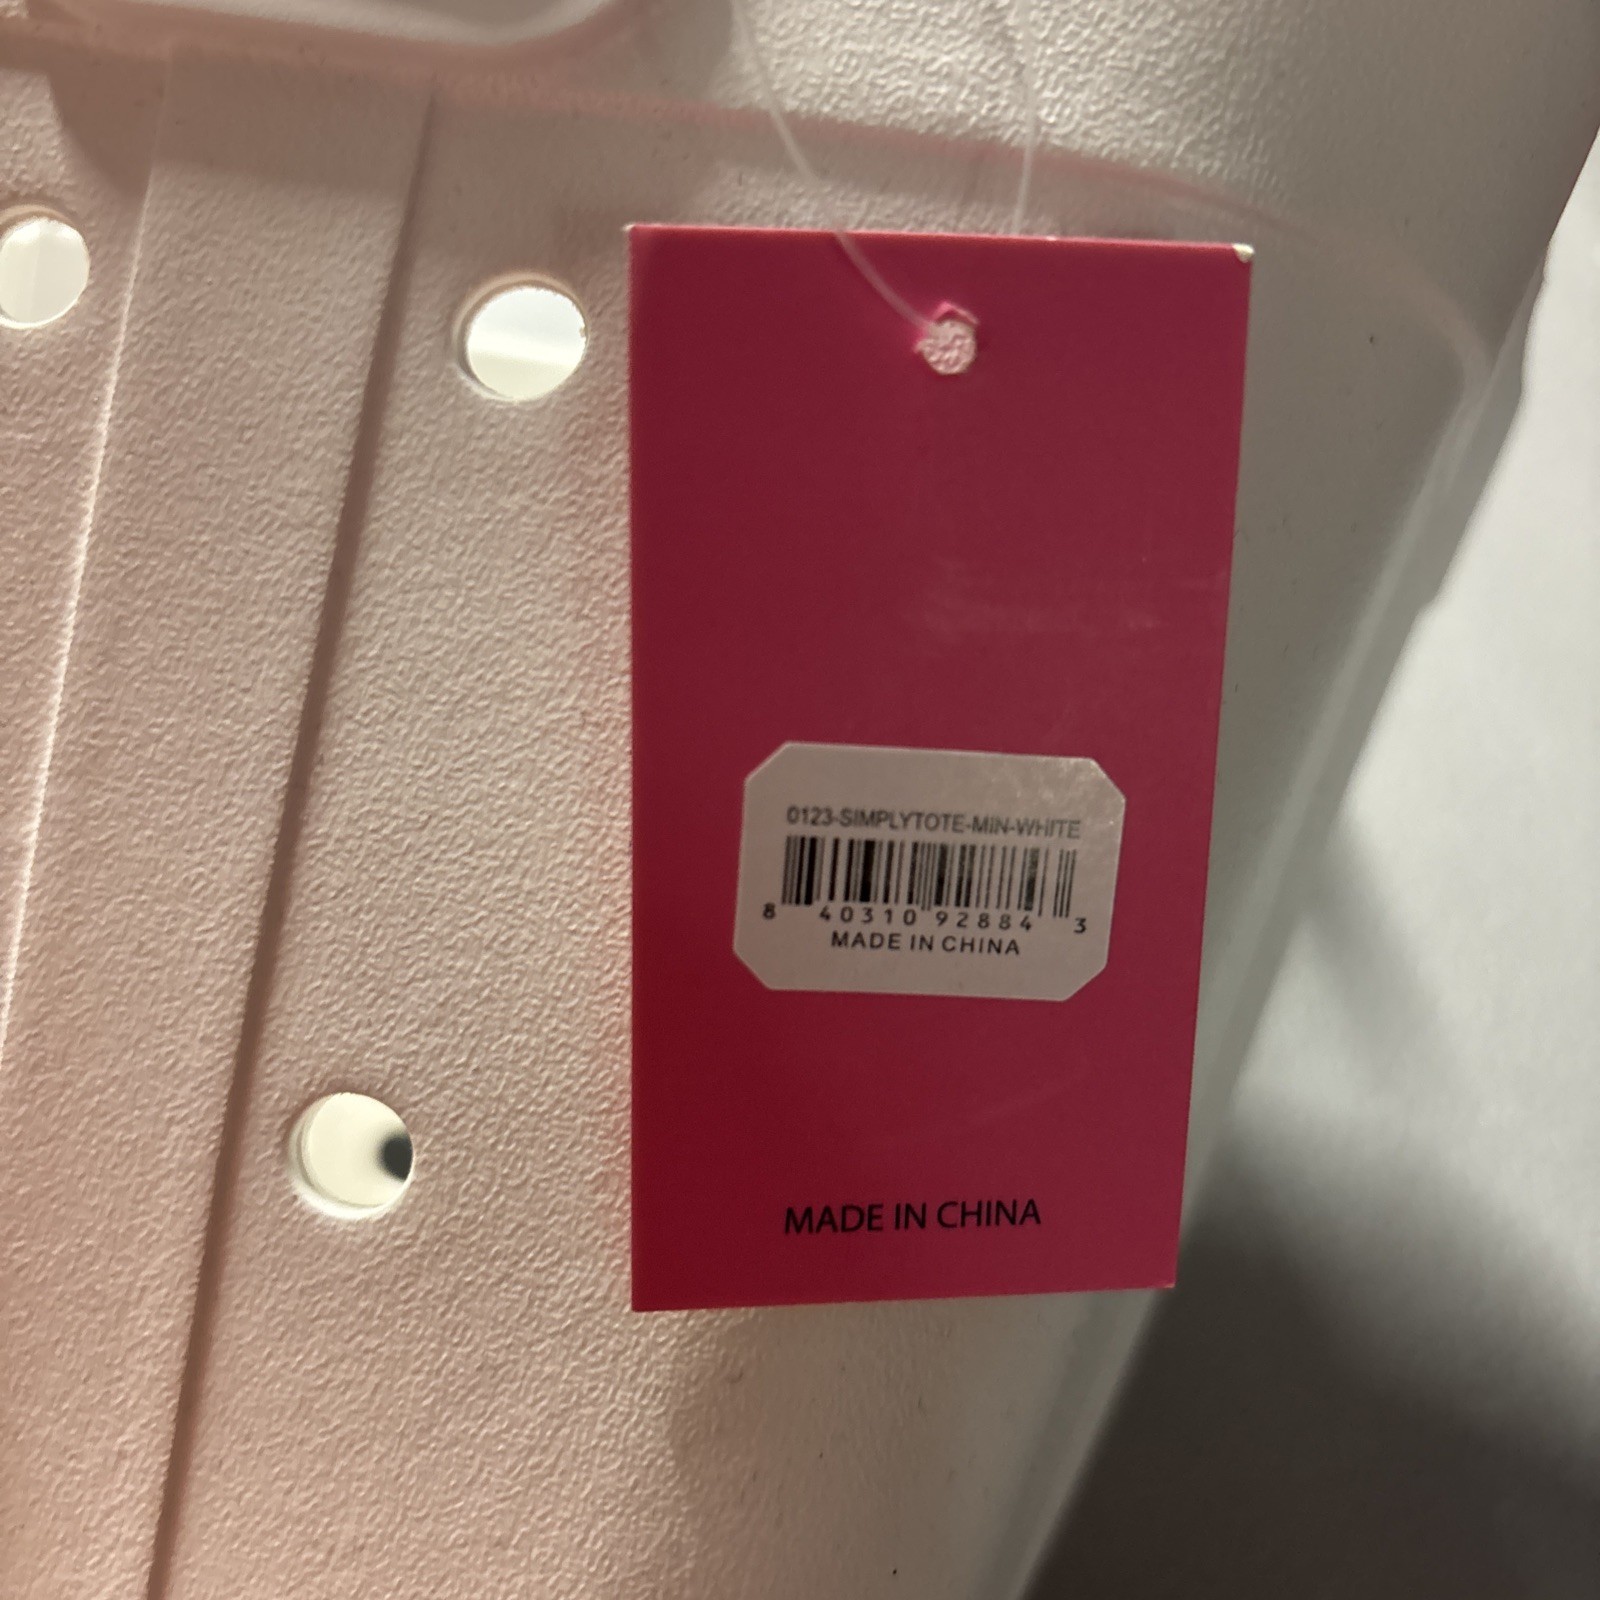 0123-SIMPLYTOTE-MIN-WHITE
8 40310 92884 3
MADE IN CHINA
MADE IN CHINA